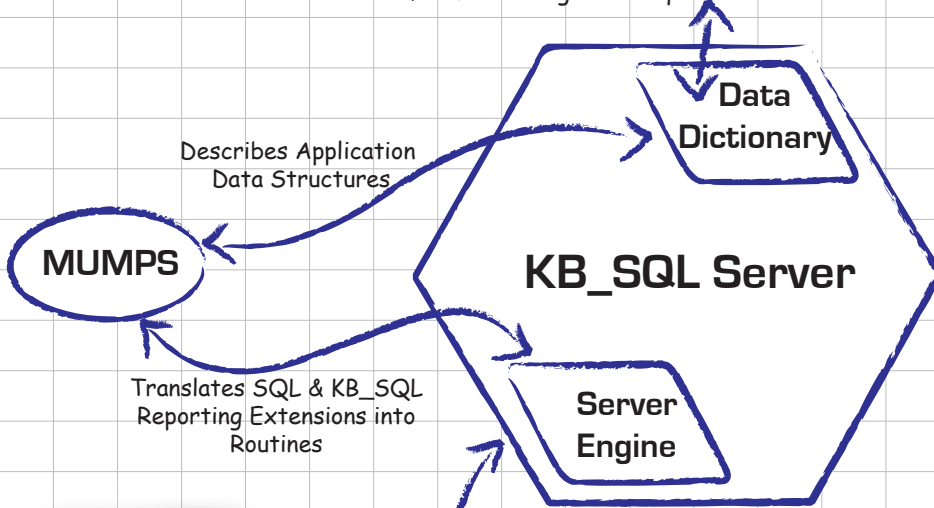 Data
Dictionary
Describes Application
Data Structures
MUMPS
KB_SQL Server
Translates SQL & KB_SQL
Reporting Extensions into
Routines
Server
Engine